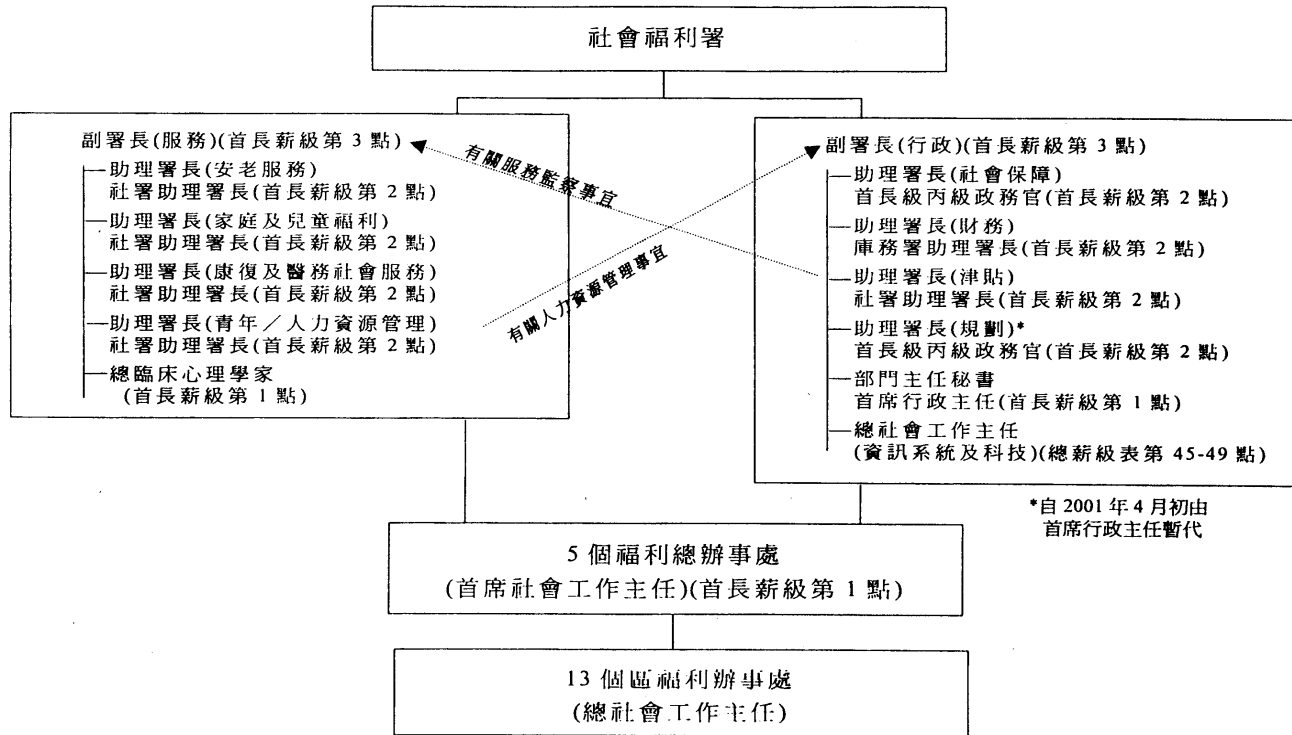 社會福利署
副署長(服務)(首長薪級第 3 點)
助理署長(安老服務)
社署助理署長(首長薪級第 2 點)
助理署長(家庭及兒童福利)
社署助理署長(首長薪級第 2 點)
助理署長(康復及醫務社會服務)
社署助理署長(首長薪級第 2 點)
助理署長(青年／人力資源管理)
社署助理署長(首長薪級第 2 點)
總臨床心理學家
(首長薪級第 1 點)
有關服務監察事宜
有關人力資源管理事宜
副署長(行政)(首長薪級第 3 點)
助理署長(社會保障)
首長級丙級政務官(首長薪級第 2 點)
助理署長(財務)
庫務署助理署長(首長薪級第 2 點)
助理署長(津貼)
社署助理署長(首長薪級第 2 點)
助理署長(規劃)*
首長級丙級政務官(首長薪級第 2 點)
部門主任秘書
首席行政主任(首長薪級第 1 點)
總社會工作主任
(資訊系統及科技)(總薪級表第 45-49 點)
*自 2001 年 4 月初由
首席行政主任暫代
5 個福利總辦事處
(首席社會工作主任)(首長薪級第 1 點)
13 個區福利辦事處
(總社會工作主任)